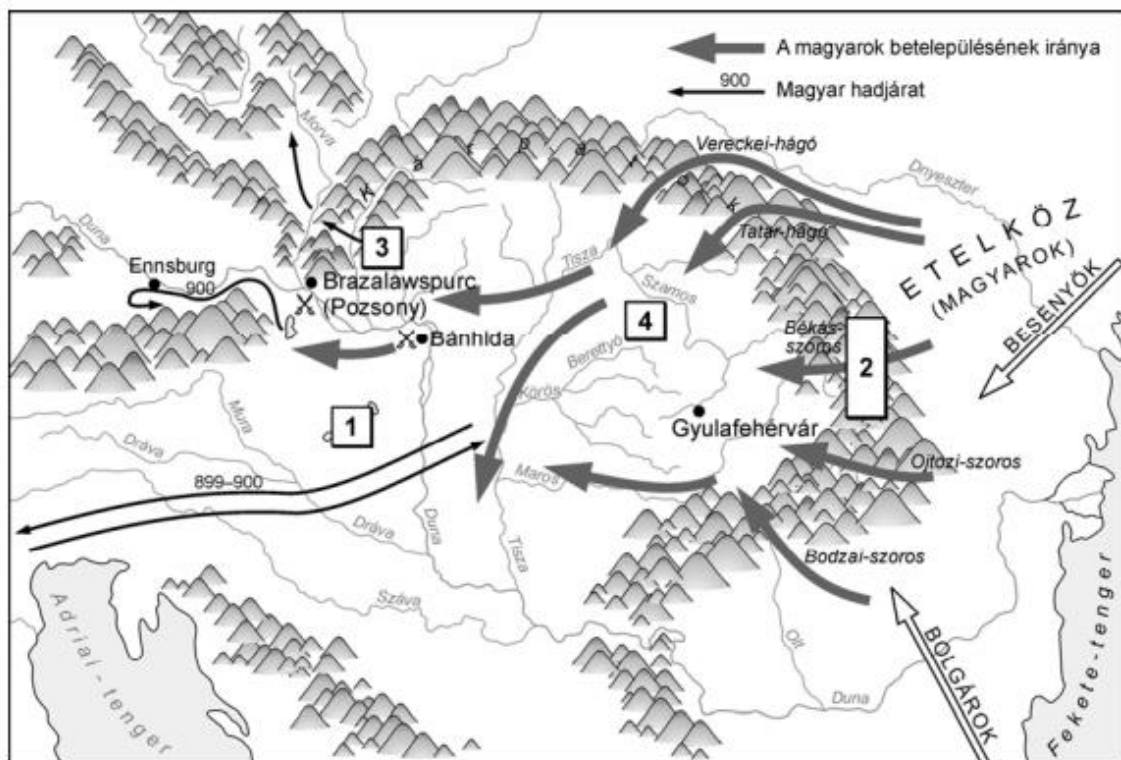 A magyarok betelepülésének iránya
900
Magyar hadjárat
Morva
Kárpátok
Vereckei-hágó
Dnyeszter
Tatár-hágó
ETELKÖZ
(MAGYAROK)
BESENYŐK
Duna
Ennsburg
900
3
Brazalawspurc
(Pozsony)
Tisza
Szamos
4
Bánhida
Békás-
szoros
2
Berettyó
Körös
Gyulafehérvár
1
Mura
Dráva
899–900
Maros
Ojtozi-szoros
Dráva
Duna
Tisza
Bodzai-szoros
Száva
Olt
Duna
BOLGÁROK
Adriai-tenger
Fekete-tenger